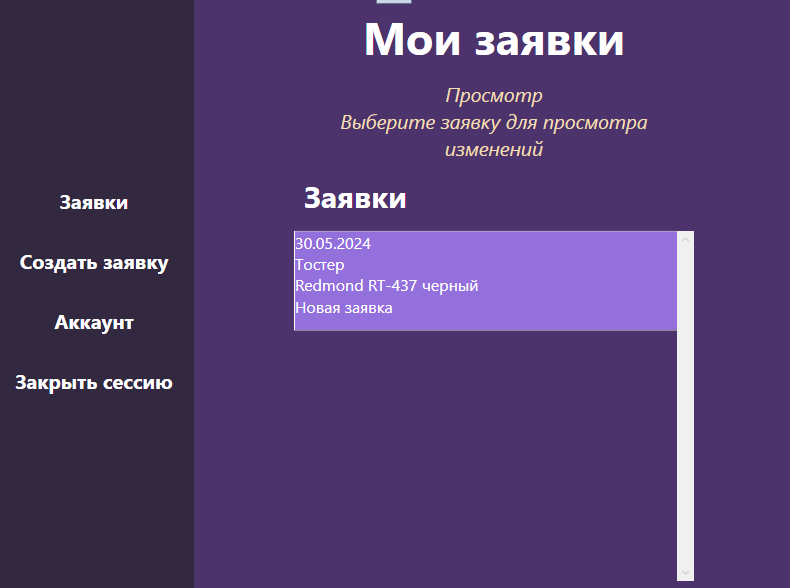 Мои заявки
Просмотр
Выберите заявку для просмотра
изменений
Заявки
Создать заявку
Аккаунт
Закрыть сессию
Заявки
30.05.2024
Тостер
Redmond RT-437 черный
Новая заявка